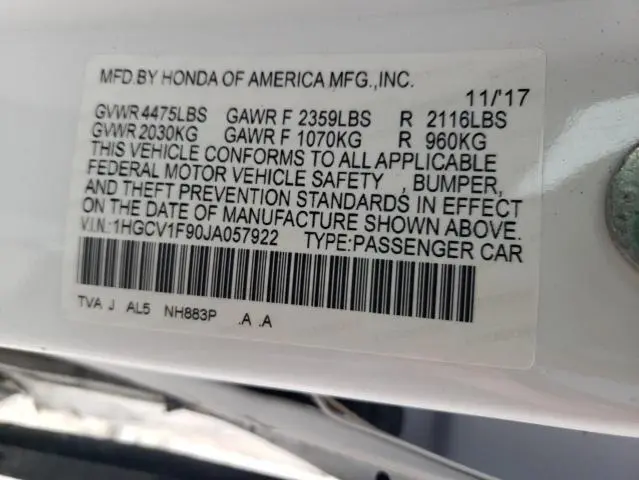 MFD.BY HONDA OF AMERICA MFG.,INC.
11/'17
GVWR 4475LBS GAWR F 2359LBS R 2116LBS
GVWR 2030KG GAWR F 1070KG R 960KG
THIS VEHICLE CONFORMS TO ALL APPLICABLE
FEDERAL MOTOR VEHICLE SAFETY , BUMPER,
AND THEFT PREVENTION STANDARDS IN EFFECT
ON THE DATE OF MANUFACTURE SHOWN ABOVE.
V.I.N.:1HGCV1F90JA057922 TYPE:PASSENGER CAR
TVA J AL5 NH883P .A .A